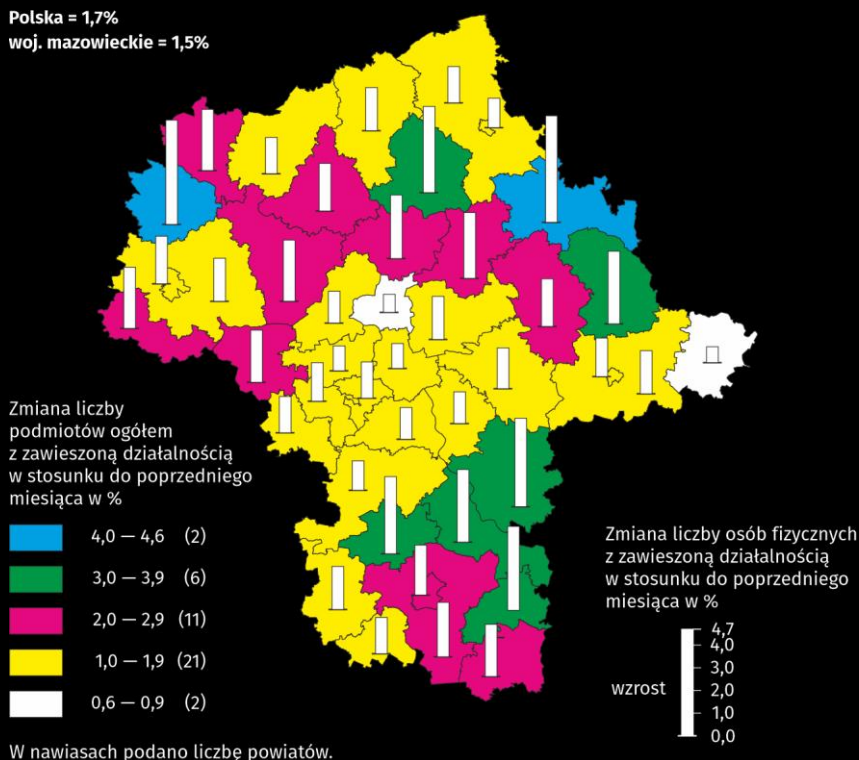 Polska = 1,7%
woj. mazowieckie = 1,5%
Zmiana liczby
podmiotów ogółem
z zawieszoną działalnością
w stosunku do poprzedniego
miesiąca w %
4,0 — 4,6 (2)
3,0 — 3,9 (6)
2,0 — 2,9 (11)
1,0 — 1,9 (21)
0,6 — 0,9 (2)
W nawiasach podano liczbę powiatów.
Zmiana liczby osób fizycznych
z zawieszoną działalnością
w stosunku do poprzedniego
miesiąca w %
wzrost
4,7
4,0
3,0
2,0
1,0
0,0